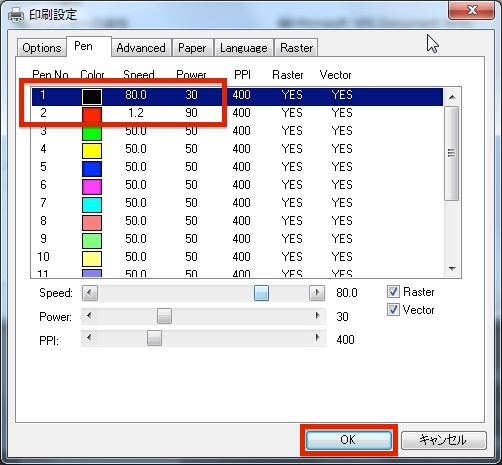 印刷設定
Options Pen Advanced Paper Language Raster
Pen No. Color Speed Power PPI Raster Vector
1 80.0 30 400 YES YES
2 1.2 90 400 YES YES
3 50.0 50 400 YES YES
4 50.0 50 400 YES YES
5 50.0 50 400 YES YES
6 50.0 50 400 YES YES
7 50.0 50 400 YES YES
8 50.0 50 400 YES YES
9 50.0 50 400 YES YES
10 50.0 50 400 YES YES
11 50.0 50 400 YES YES
Speed: 80.0 Raster
Power: 30 Vector
PPI: 400
OK キャンセル